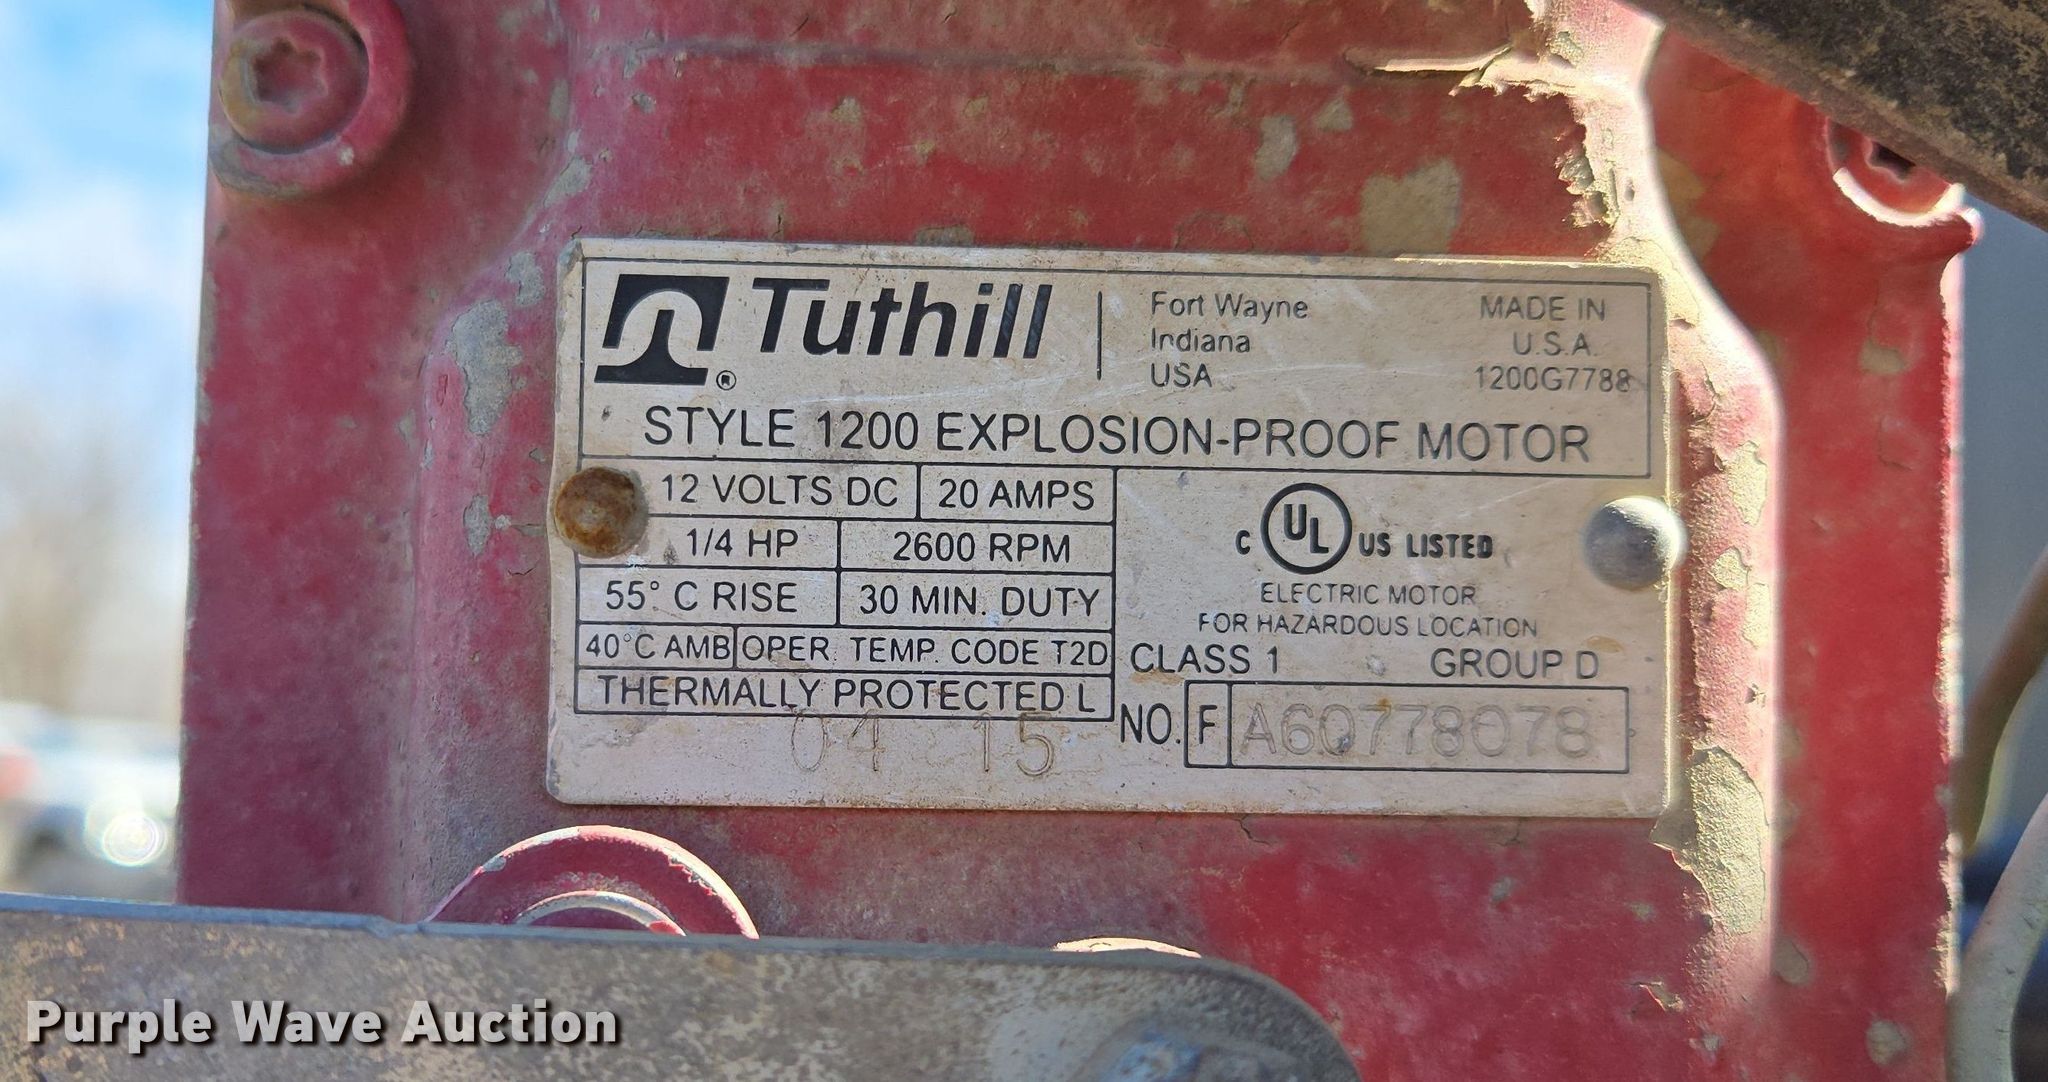 Tuthill ®
Fort Wayne
Indiana
USA
MADE IN
U.S.A.
1200G7788
STYLE 1200 EXPLOSION-PROOF MOTOR
12 VOLTS DC 20 AMPS
1/4 HP 2600 RPM
55° C RISE 30 MIN. DUTY
40°C AMB OPER. TEMP. CODE T2D
THERMALLY PROTECTED L
04 15
C UL US LISTED
ELECTRIC MOTOR
FOR HAZARDOUS LOCATION
CLASS 1 GROUP D
NO. F A60778078
Purple Wave Auction